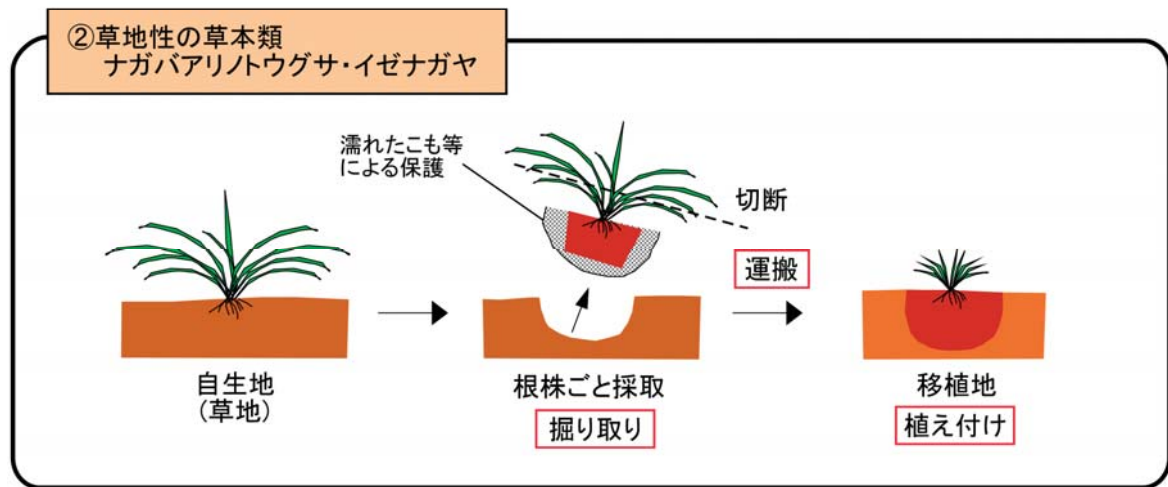 ②草地性の草本類
ナガバアリノトウグサ・イゼナガヤ
濡れたこも等
による保護
切断
運搬
自生地
(草地)
根株ごと採取
掘り取り
移植地
植え付け